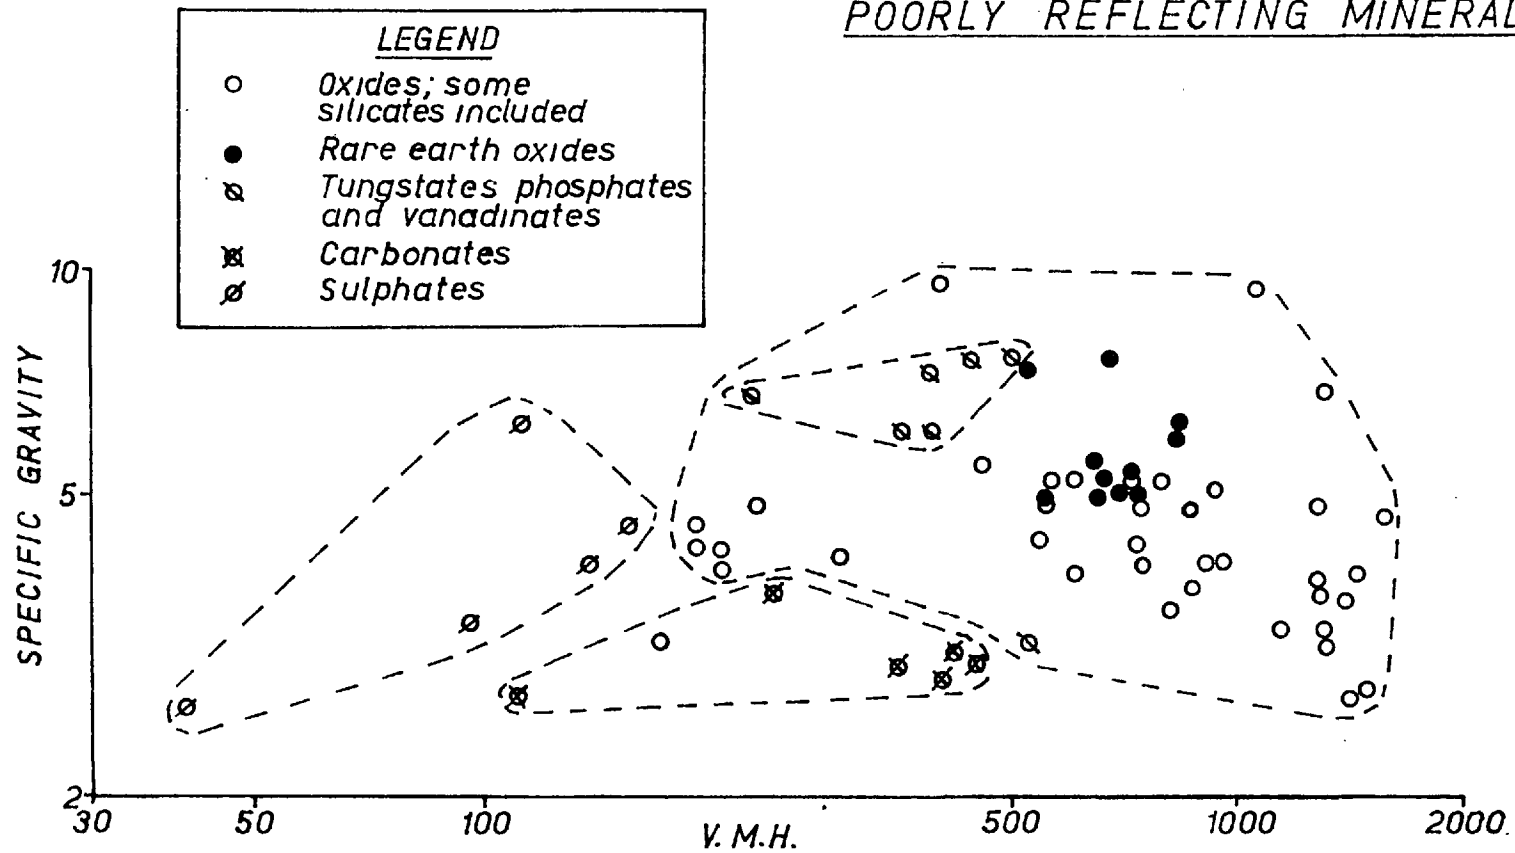 POORLY REFLECTING MINERAL
LEGEND
Oxides; some
silicates included
Rare earth oxides
Tungstates phosphates
and vanadinates
Carbonates
Sulphates
10
SPECIFIC GRAVITY
5
2
30 50 100 V.M.H. 500 1000 2000.